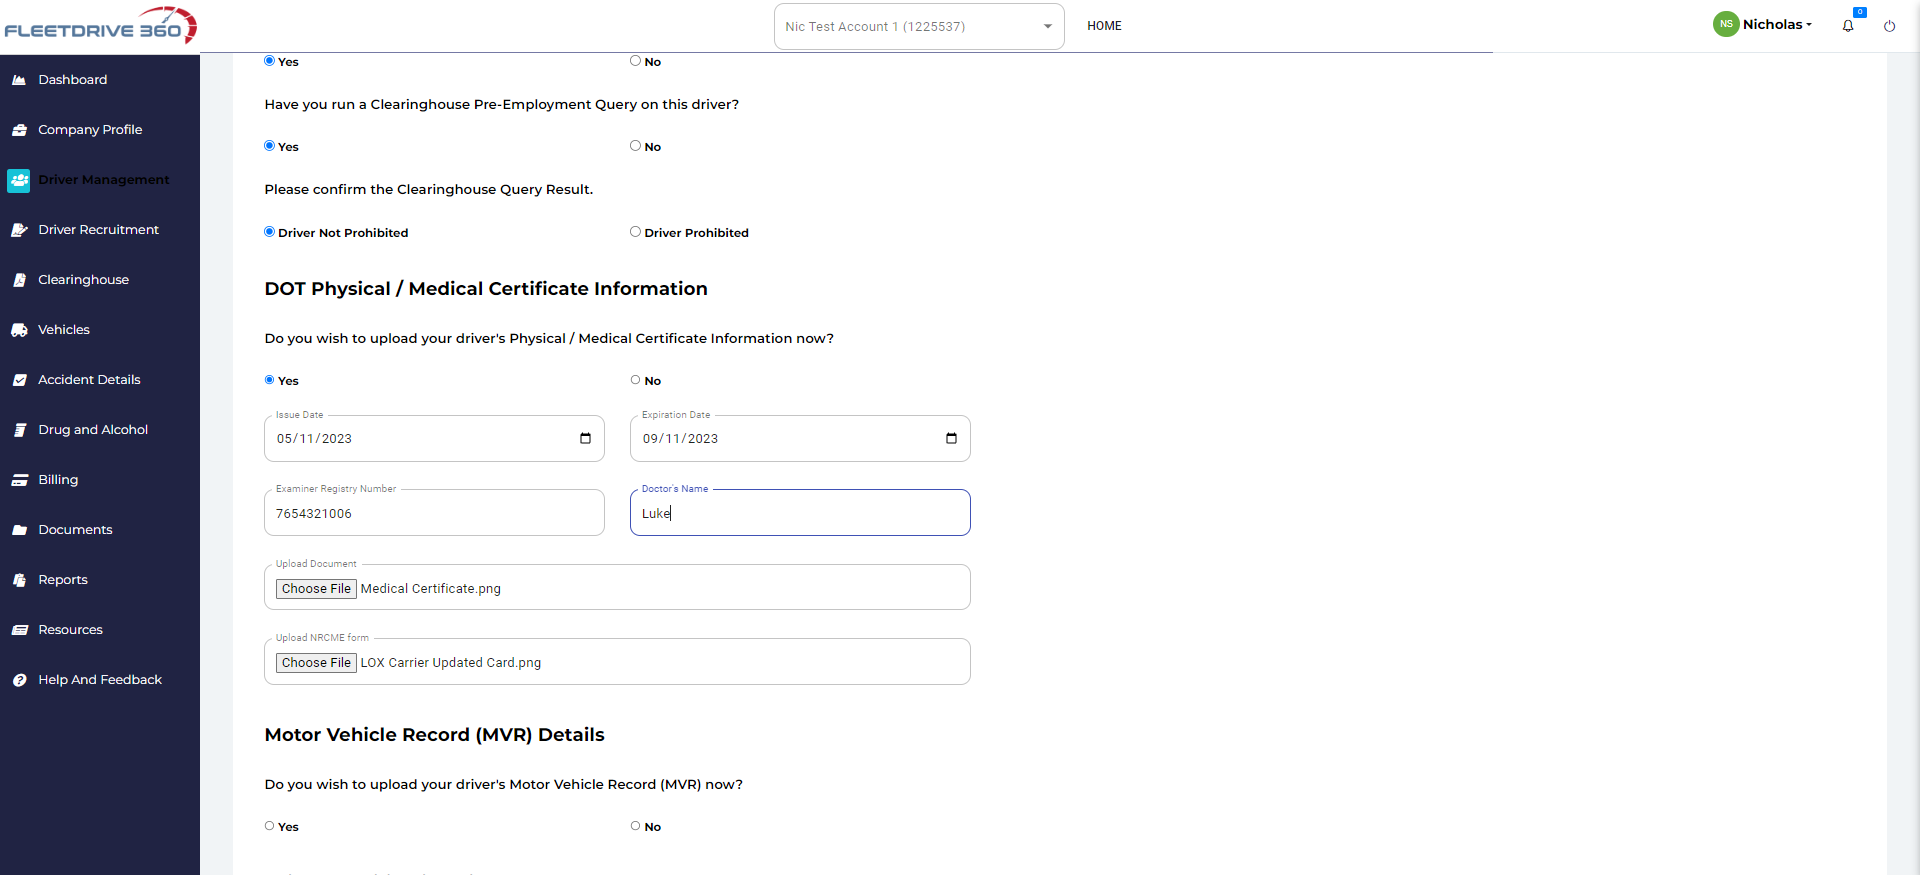 FLEETDRIVE 360
Nic Test Account 1 (1225537)
HOME
NS
Nicholas
0
Dashboard
Company Profile
Driver Management
Driver Recruitment
Clearinghouse
Vehicles
Accident Details
Drug and Alcohol
Billing
Documents
Reports
Resources
Help And Feedback
Yes No
Have you run a Clearinghouse Pre-Employment Query on this driver?
Yes No
Please confirm the Clearinghouse Query Result.
Driver Not Prohibited Driver Prohibited
DOT Physical / Medical Certificate Information
Do you wish to upload your driver's Physical / Medical Certificate Information now?
Yes No
Issue Date Expiration Date
05/11/2023 09/11/2023
Examiner Registry Number Doctor's Name
7654321006 Luke
Upload Document
Choose File Medical Certificate.png
Upload NRCME form
Choose File LOX Carrier Updated Card.png
Motor Vehicle Record (MVR) Details
Do you wish to upload your driver's Motor Vehicle Record (MVR) now?
Yes No